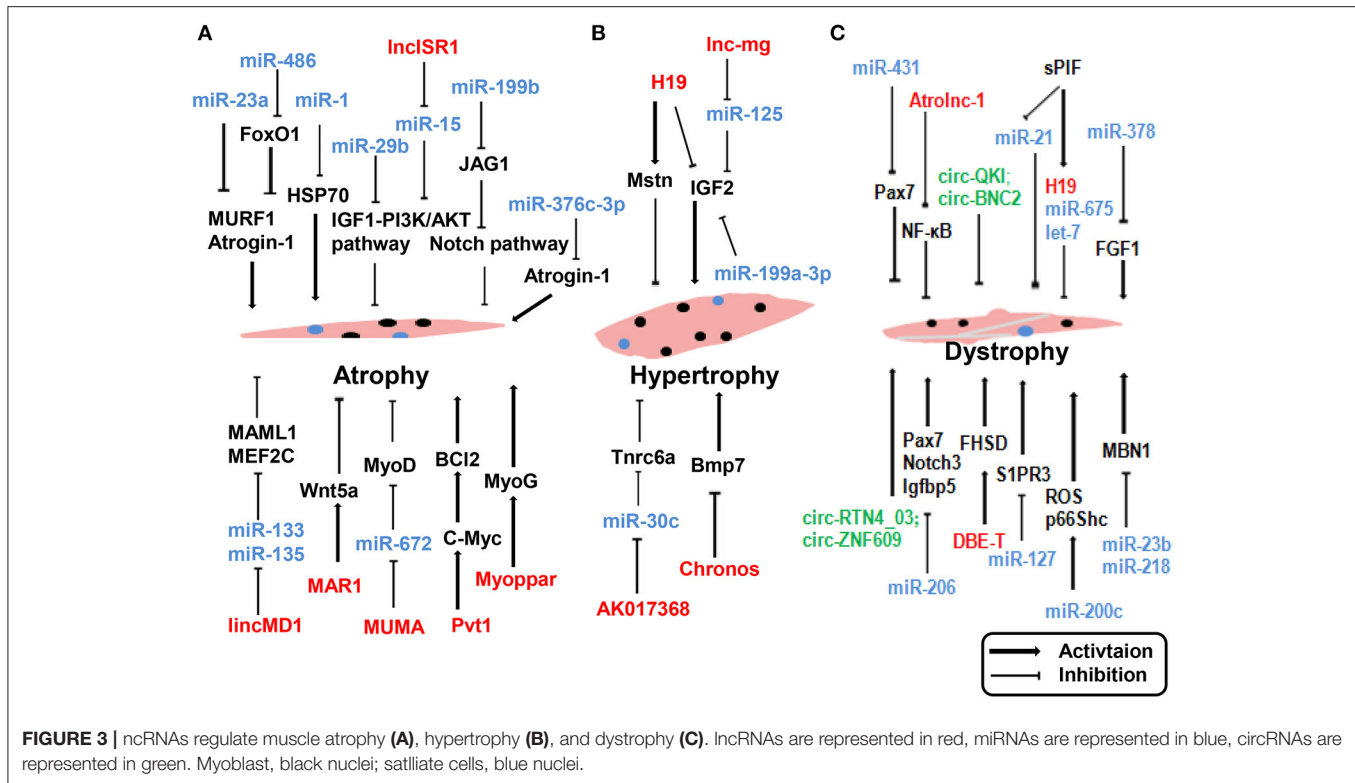 A
miR-486
lncISR1
miR-23a
miR-1
miR-199b
FoxO1
miR-15
miR-29b
JAG1
HSP70
miR-376c-3p
MURF1
Atrogin-1
IGF1-PI3K/AKT
pathway
Notch pathway
Atrogin-1
Atrophy
MAML1
MEF2C
Wnt5a
MyoD
BCl2
MyoG
miR-133
miR-135
miR-672
C-Myc
MAR1
Myoppar
lincMD1
MUMA
Pvt1
B
lnc-mg
H19
miR-125
Mstn
IGF2
miR-199a-3p
Hypertrophy
Tnrc6a
Bmp7
miR-30c
Chronos
AK017368
C
miR-431
sPIF
Atrolnc-1
miR-21
miR-378
Pax7
circ-QKI;
circ-BNC2
H19
miR-675
let-7
NF-κB
FGF1
Dystrophy
Pax7
Notch3
Igfbp5
FHSD
S1PR3
MBN1
ROS
p66Shc
circ-RTN4_03;
circ-ZNF609
DBE-T
miR-127
miR-23b
miR-218
miR-206
miR-200c
Activtaion
Inhibition
FIGURE 3 | ncRNAs regulate muscle atrophy (A), hypertrophy (B), and dystrophy (C). lncRNAs are represented in red, miRNAs are represented in blue, circRNAs are
represented in green. Myoblast, black nuclei; satlliate cells, blue nuclei.